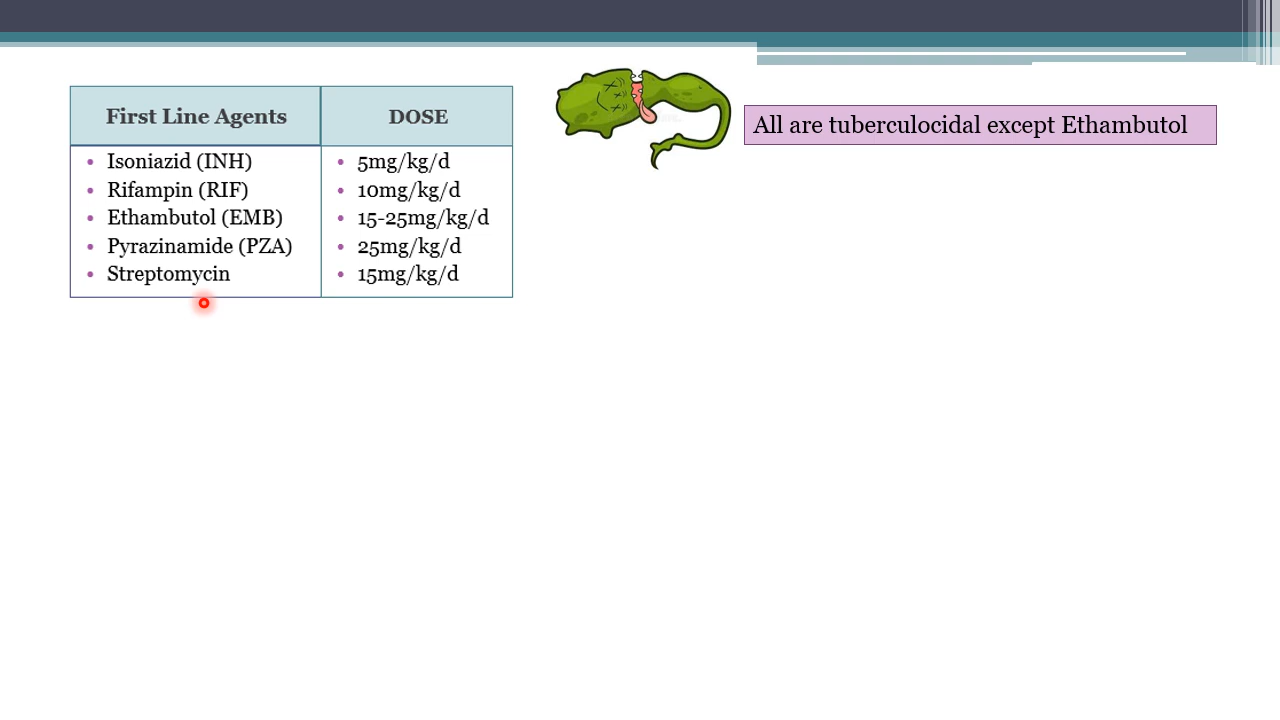 First Line Agents DOSE
• Isoniazid (INH) • 5mg/kg/d
• Rifampin (RIF) • 10mg/kg/d
• Ethambutol (EMB) • 15-25mg/kg/d
• Pyrazinamide (PZA) • 25mg/kg/d
• Streptomycin • 15mg/kg/d
All are tuberculocidal except Ethambutol